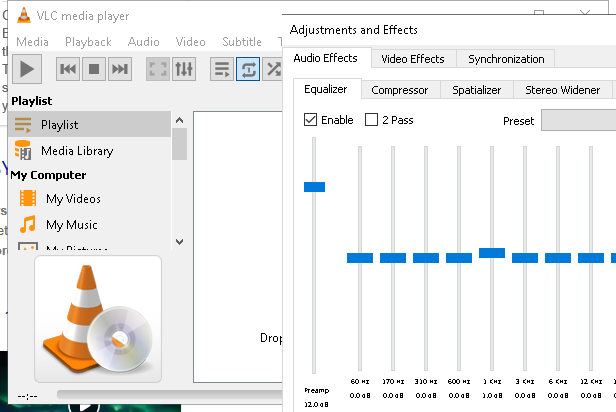 VLC media player
Media Playback Audio Video Subtitle
Playlist
Playlist
Media Library
My Computer
My Videos
My Music
My Pictures
Drop
--:--
Adjustments and Effects
Audio Effects Video Effects Synchronization
Equalizer Compressor Spatializer Stereo Widener
Enable 2 Pass Preset
60 Hz 170 Hz 310 Hz 600 Hz 1 KHz 3 KHz 6 KHz 12 KHz
Preamp 0.0 dB 0.0 dB 0.0 dB 0.0 dB 1.0 dB 0.0 dB 0.0 dB 0.0 dB
12.0 dB